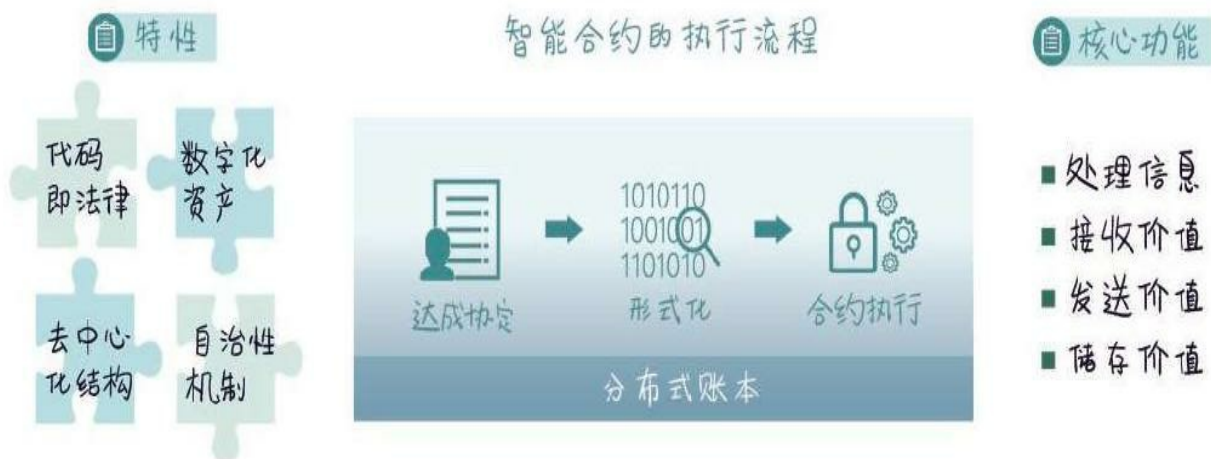 特性
代码
即法律
数字化
资产
去中心
化结构
自治性
机制
智能合约的执行流程
1010110
1001001
1101010
达成协定
形式化
合约执行
分布式账本
核心功能
处理信息
接收价值
发送价值
储存价值